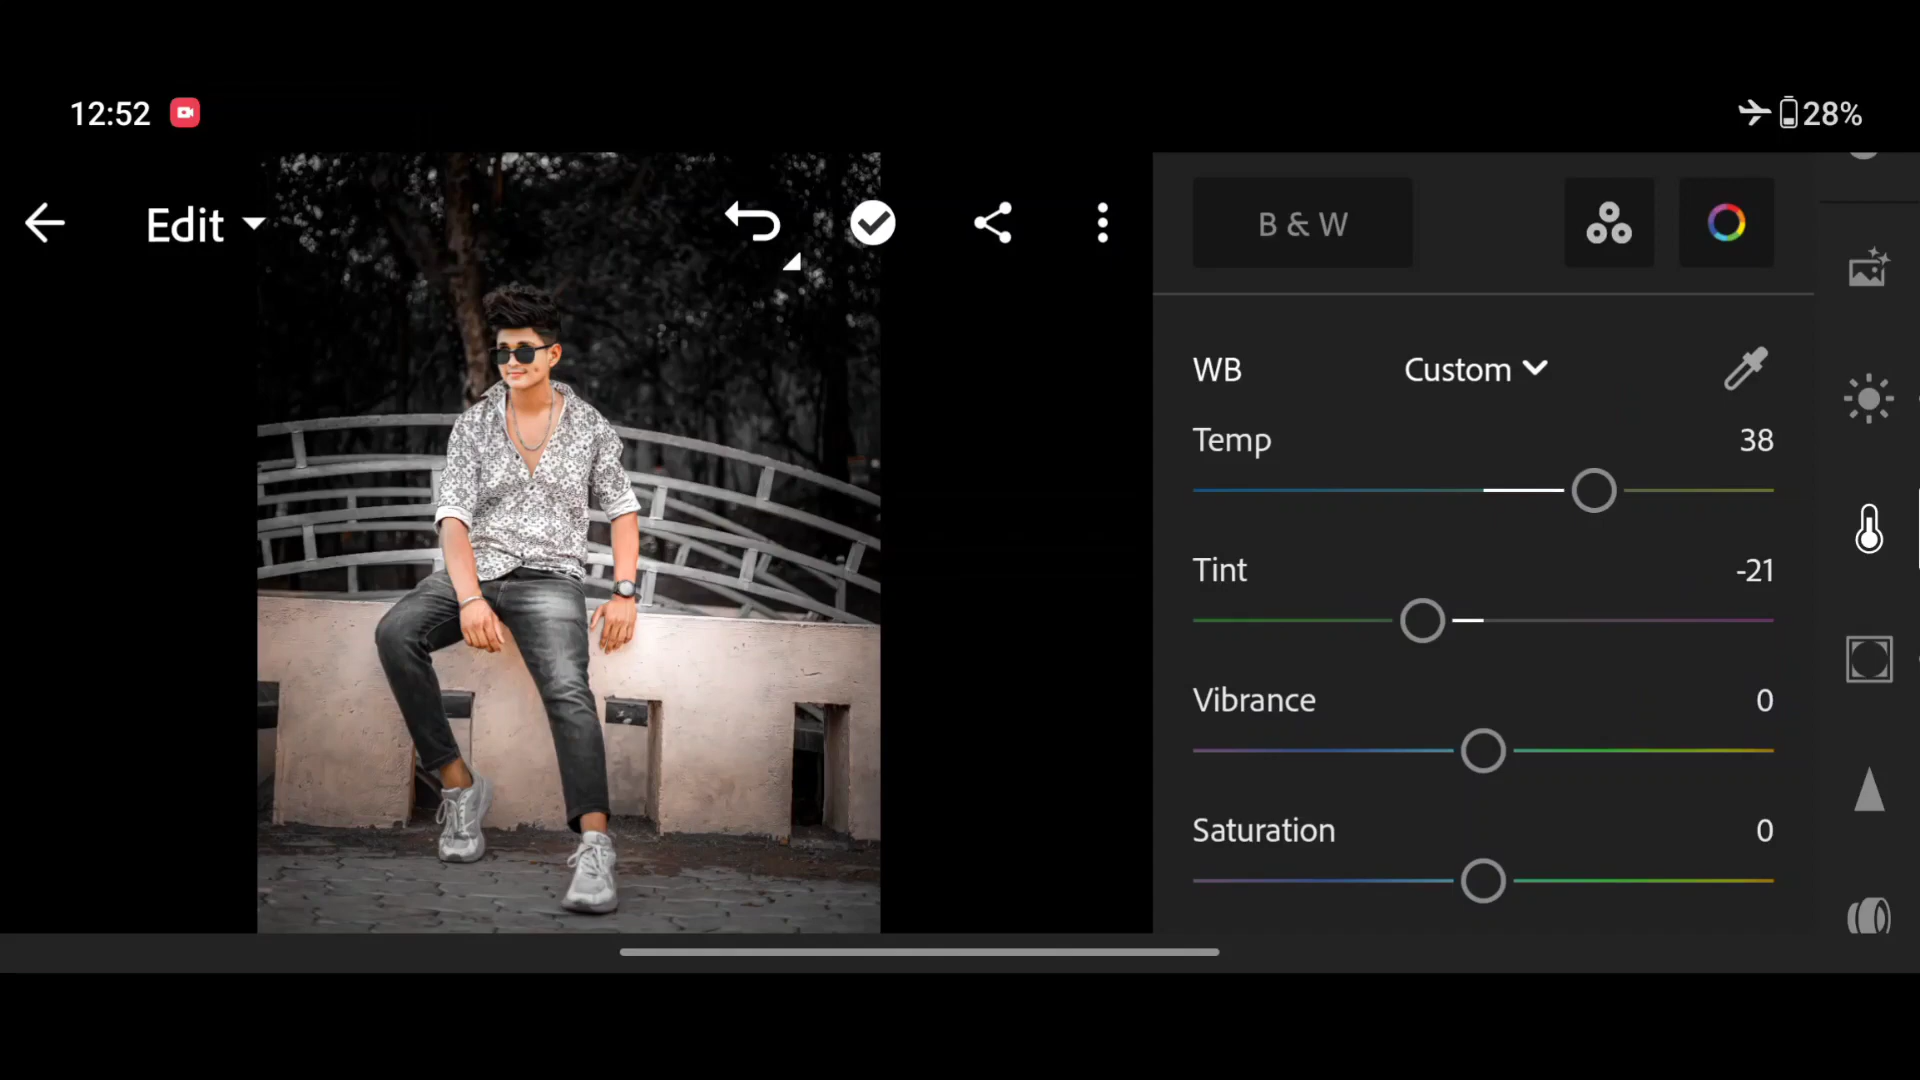 12:52
28%
Edit
B & W
WB Custom
Temp 38
Tint -21
Vibrance 0
Saturation 0